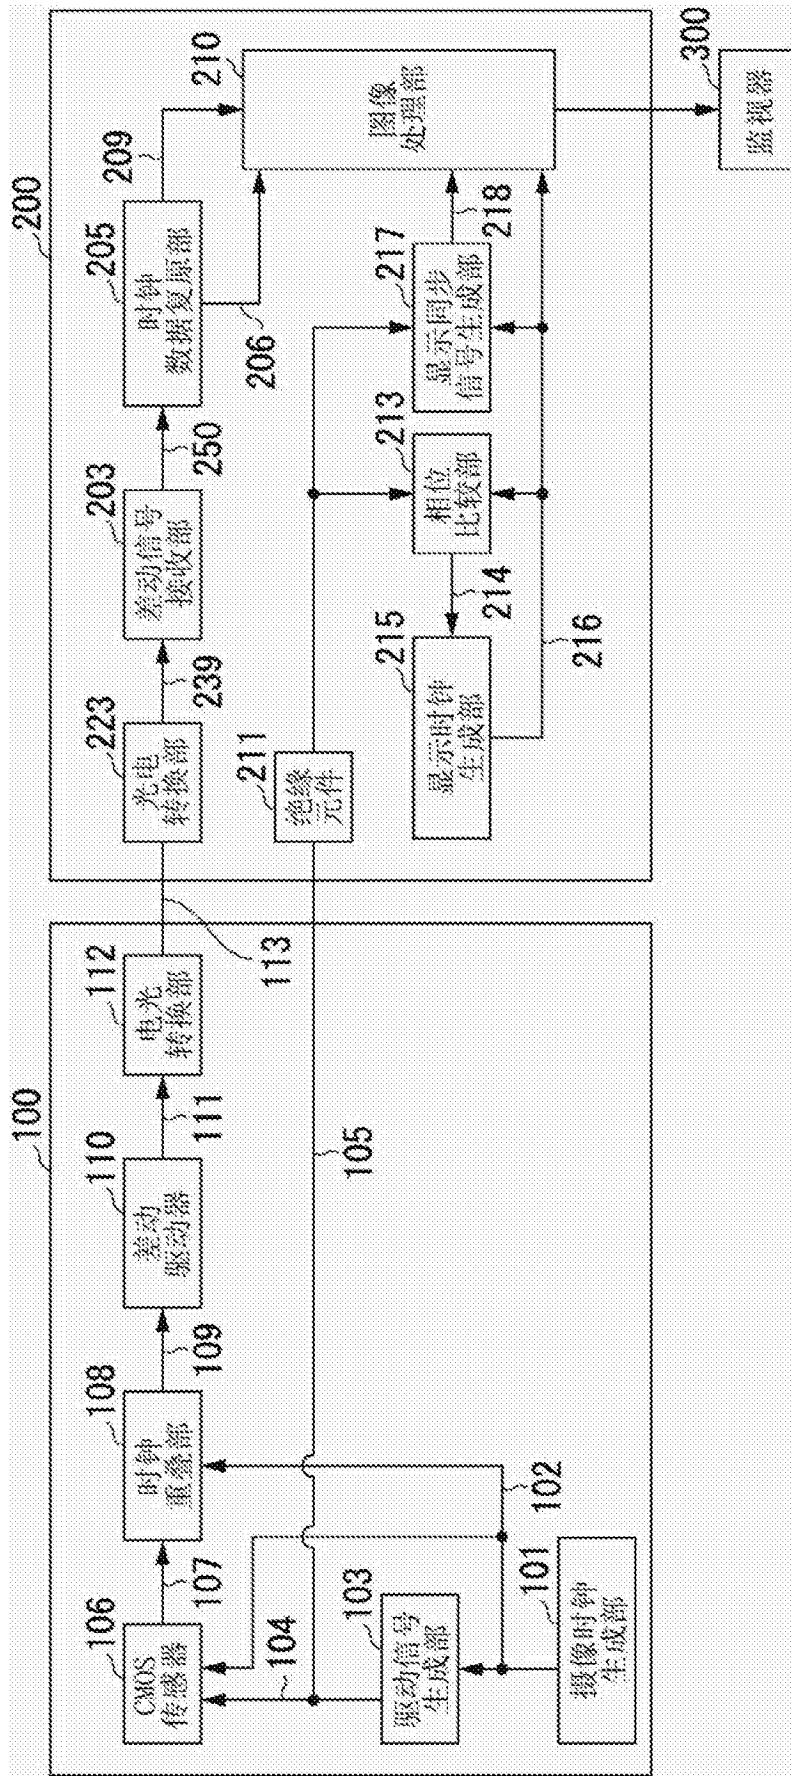 100
106
CMOS
传感器
107
108
时钟
重叠部
109
110
差动
驱动器
111
112
电光
转换部
113
104
103
驱动信号
生成部
102
101
摄像时钟
生成部
105
200
223
光电
转换部
239
203
差动信号
接收部
250
205
时钟
数据复原部
206
209
210
图像
处理部
211
绝缘
元件
215
显示时钟
生成部
214
213
相位
比较部
217
显示同步
信号生成部
218
216
300
监视器